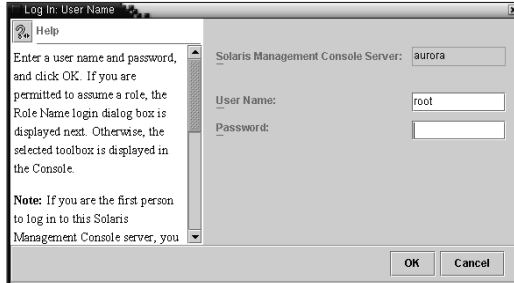 Log In: User Name
Help
Enter a user name and password,
and click OK. If you are
permitted to assume a role, the
Role Name login dialog box is
displayed next. Otherwise, the
selected toolbox is displayed in
the Console.
Note: If you are the first person
to log in to this Solaris
Management Console server, you
Solaris Management Console Server: aurora
User Name: root
Password:
OK Cancel